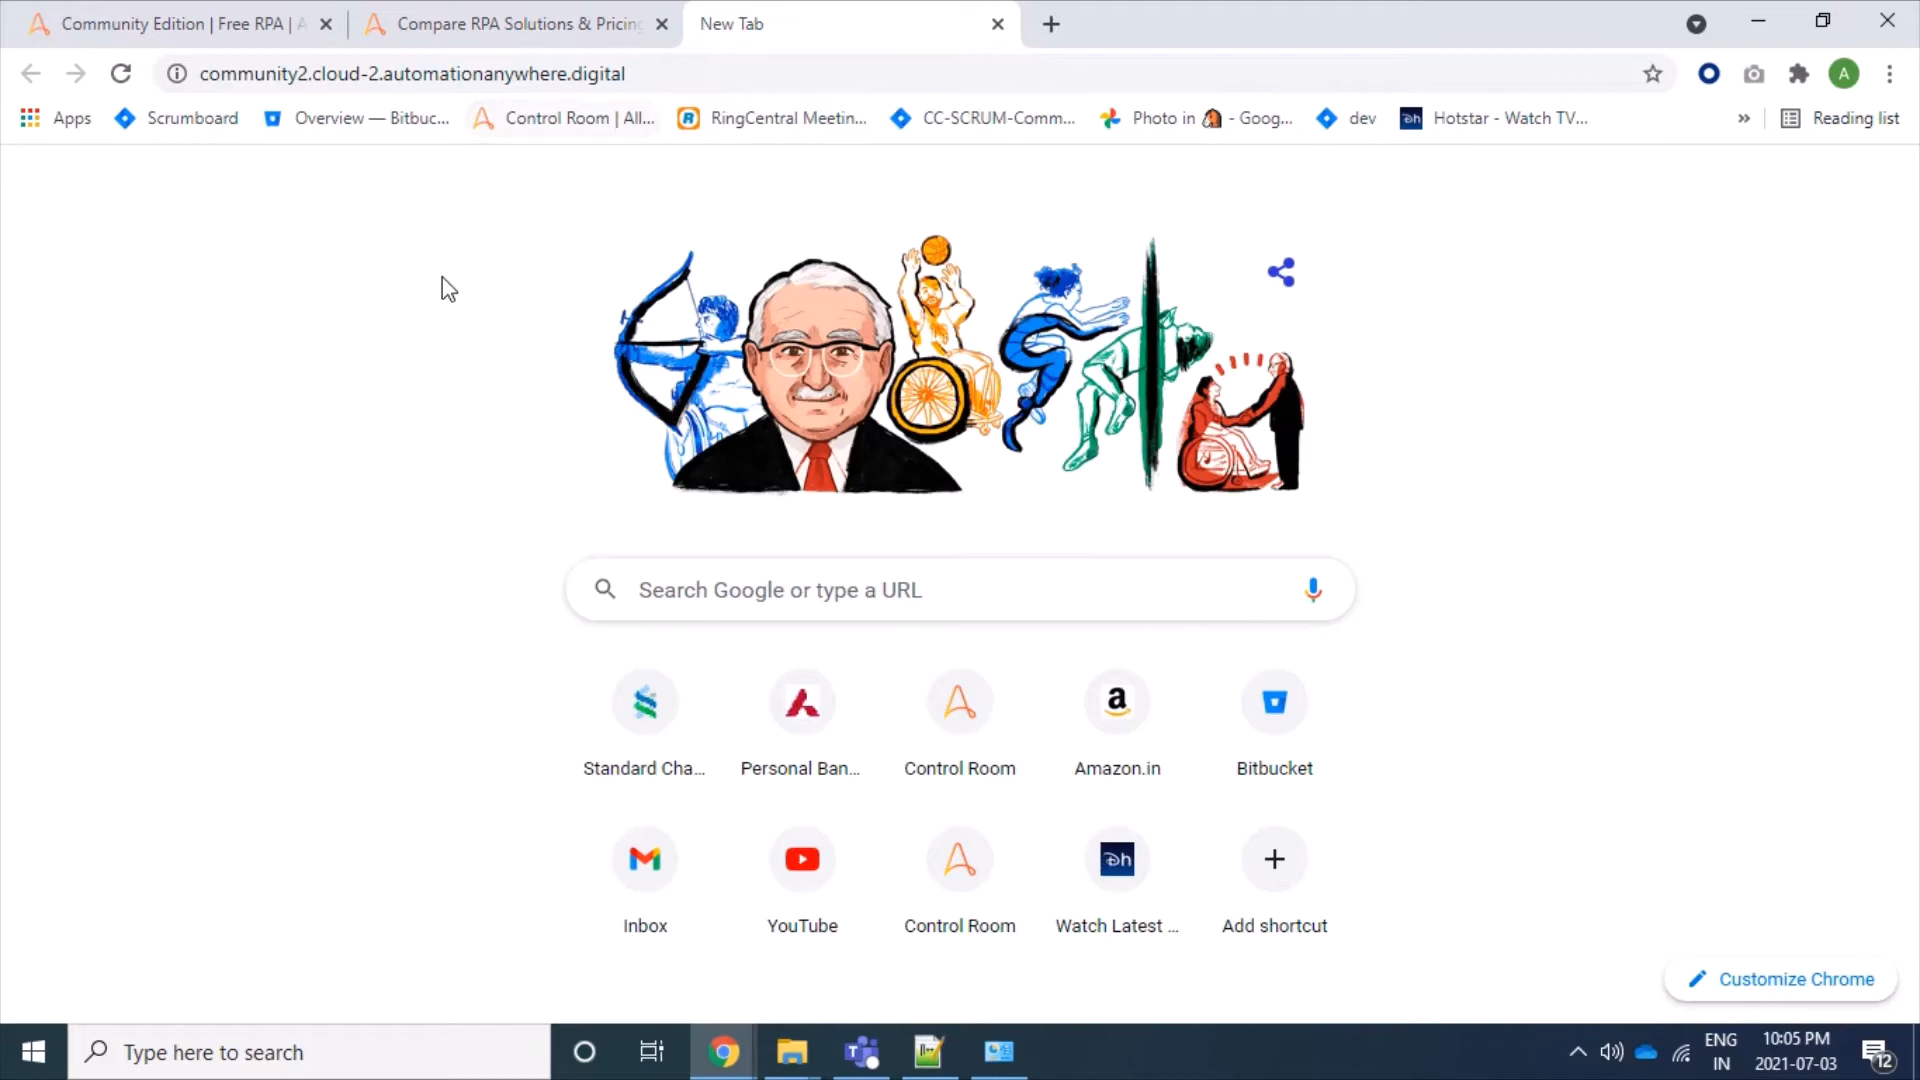 Community Edition | Free RPA | A
Compare RPA Solutions & Pricing
New Tab
community2.cloud-2.automationanywhere.digital
A
Apps
Scrumboard
Overview — Bitbuc...
Control Room | All...
RingCentral Meetin...
CC-SCRUM-Comm...
Photo in - Goog...
dev
Hotstar - Watch TV...
»
Reading list
Search Google or type a URL
Standard Cha...
Personal Ban...
Control Room
Amazon.in
Bitbucket
Inbox
YouTube
Control Room
Watch Latest ...
Add shortcut
Customize Chrome
Type here to search
ENG
IN
10:05 PM
2021-07-03
12